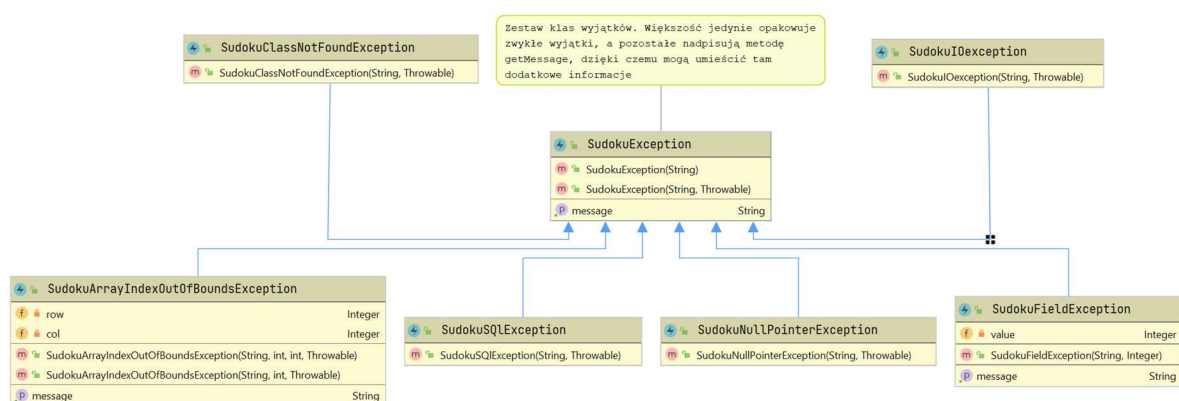 SudokuClassNotFoundException
SudokuClassNotFoundException(String, Throwable)
Zestaw klas wyjątków. Większość jedynie opakowuje
zwykłe wyjątki, a pozostałe nadpisują metodę
getMessage, dzięki czemu mogą umieścić tam
dodatkowe informacje
SudokuIOexception
SudokuIOexception(String, Throwable)
SudokuException
SudokuException(String)
SudokuException(String, Throwable)
message String
SudokuArrayIndexOutOfBoundsException
row Integer
col Integer
SudokuArrayIndexOutOfBoundsException(String, int, int, Throwable)
SudokuArrayIndexOutOfBoundsException(String, int, Throwable)
message String
SudokuSQlException
SudokuSQlException(String, Throwable)
SudokuNullPointerException
SudokuNullPointerException(String, Throwable)
SudokuFieldException
value Integer
SudokuFieldException(String, Integer)
message String